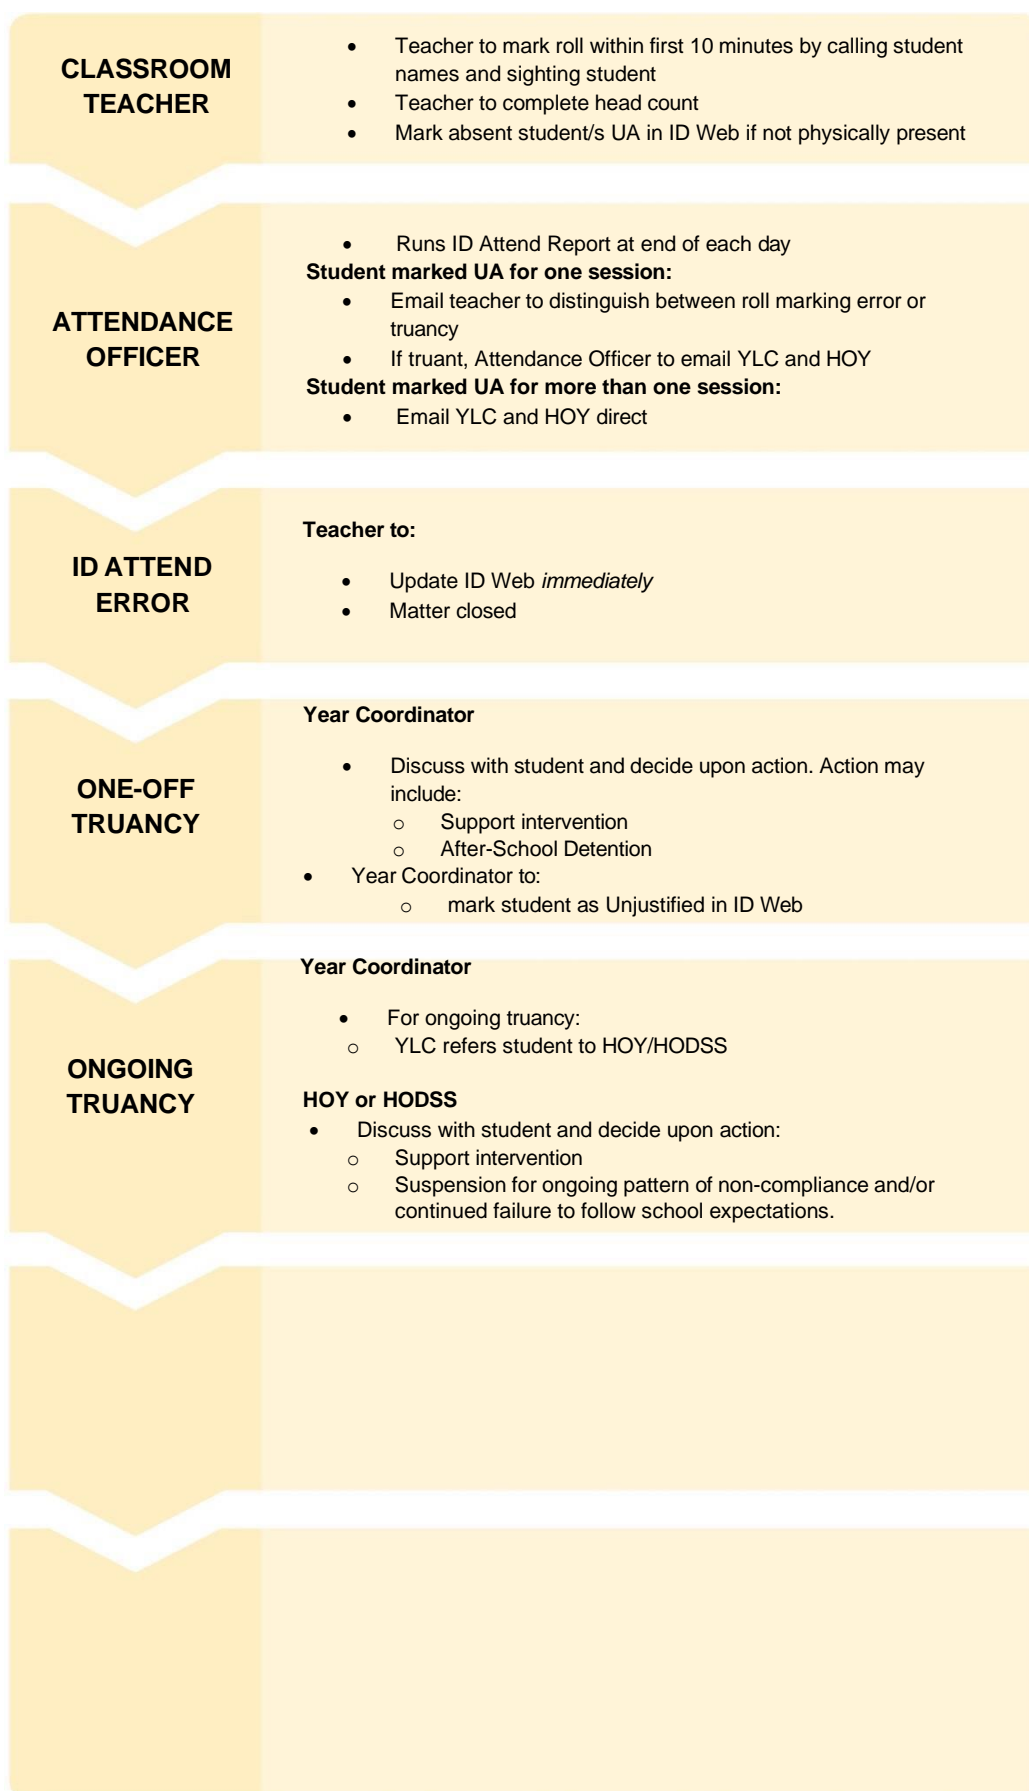 CLASSROOM
TEACHER
• Teacher to mark roll within first 10 minutes by calling student
names and sighting student
• Teacher to complete head count
• Mark absent student/s UA in ID Web if not physically present
ATTENDANCE
OFFICER
• Runs ID Attend Report at end of each day
Student marked UA for one session:
• Email teacher to distinguish between roll marking error or
truancy
• If truant, Attendance Officer to email YLC and HOY
Student marked UA for more than one session:
• Email YLC and HOY direct
ID ATTEND
ERROR
Teacher to:
• Update ID Web immediately
• Matter closed
ONE-OFF
TRUANCY
Year Coordinator
• Discuss with student and decide upon action. Action may
include:
o Support intervention
o After-School Detention
• Year Coordinator to:
o mark student as Unjustified in ID Web
ONGOING
TRUANCY
Year Coordinator
• For ongoing truancy:
o YLC refers student to HOY/HODSS
HOY or HODSS
• Discuss with student and decide upon action:
o Support intervention
o Suspension for ongoing pattern of non-compliance and/or
continued failure to follow school expectations.